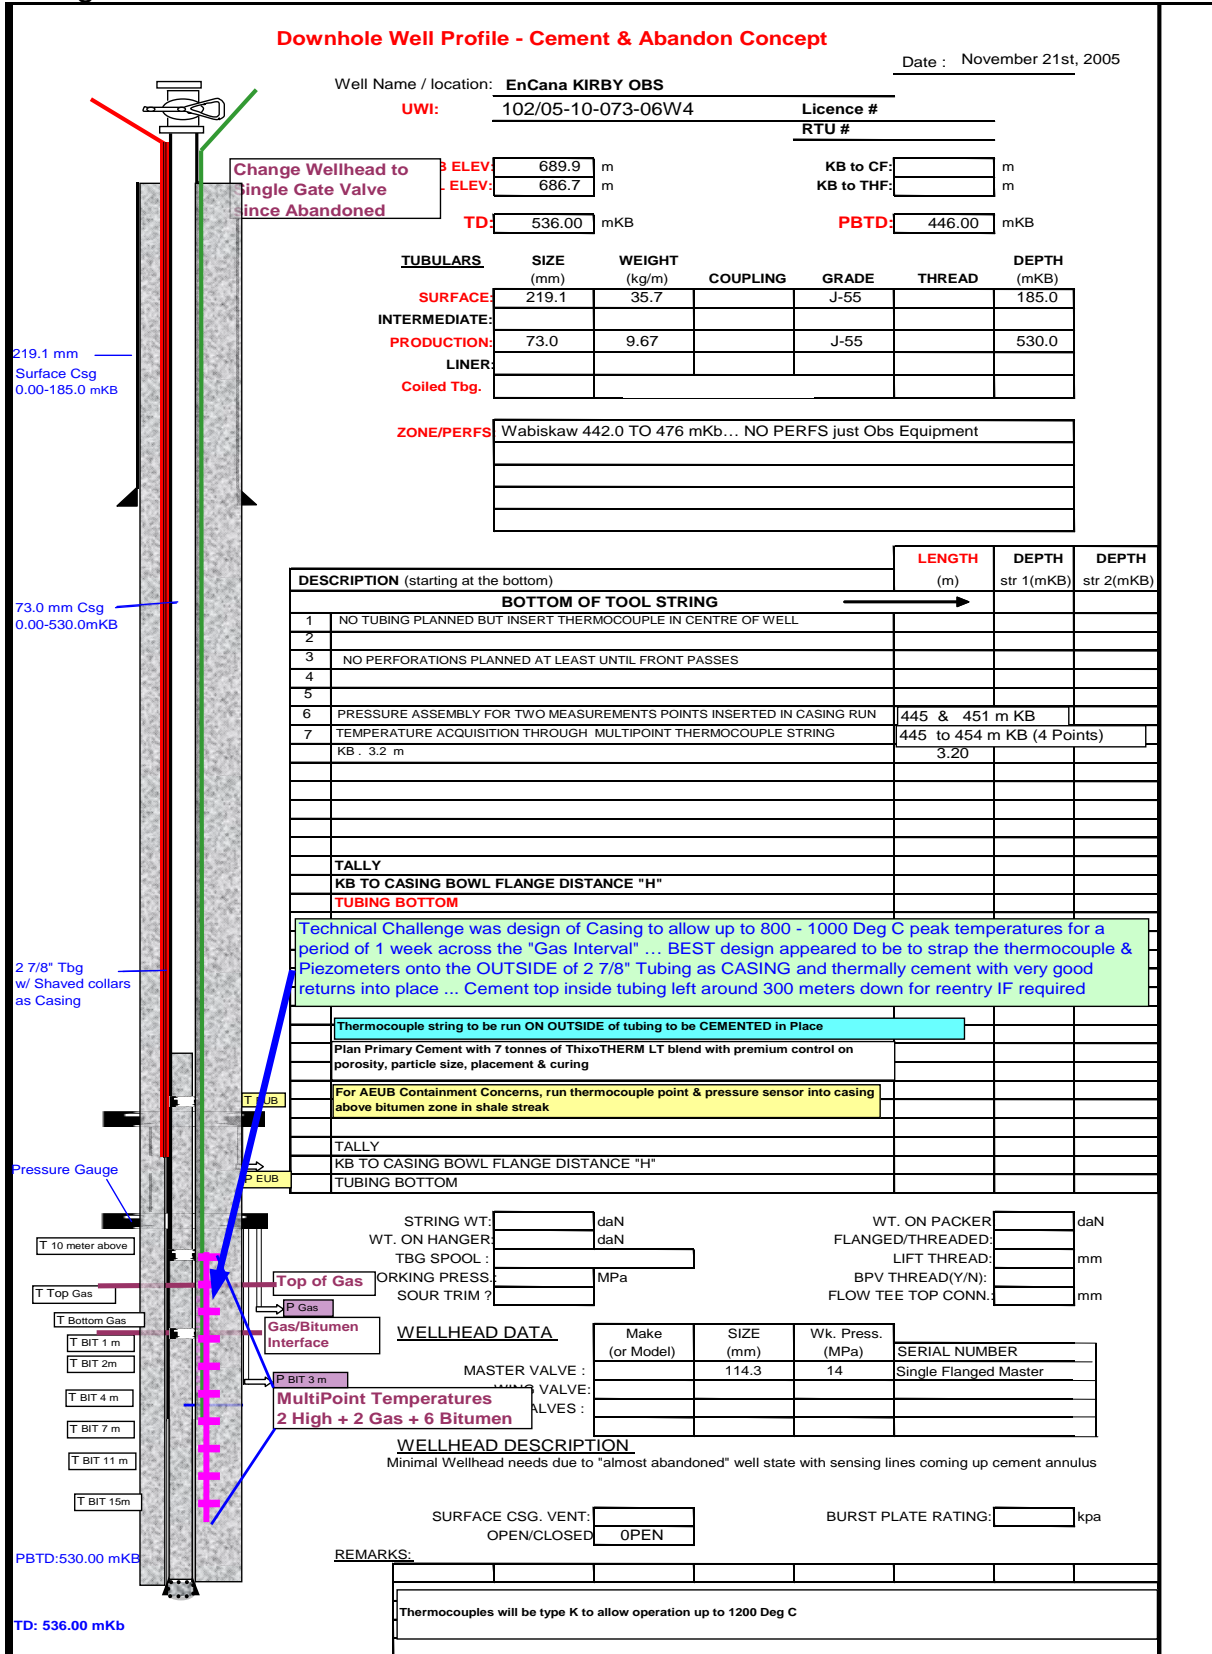 Downhole Well Profile - Cement & Abandon Concept
Date : November 21st, 2005
Well Name / location: EnCana KIRBY OBS
UWI: 102/05-10-073-06W4 Licence #
RTU #
Change Wellhead to
Single Gate Valve
since Abandoned
B ELEV: 689.9 m KB to CF: m
L ELEV: 686.7 m KB to THF: m
TD: 536.00 mKB PBTD: 446.00 mKB
TUBULARS SIZE WEIGHT DEPTH
(mm) (kg/m) COUPLING GRADE THREAD (mKB)
SURFACE: 219.1 35.7 J-55 185.0
INTERMEDIATE:
PRODUCTION: 73.0 9.67 J-55 530.0
LINER:
Coiled Tbg.
219.1 mm
Surface Csg
0.00-185.0 mKB
ZONE/PERFS Wabiskaw 442.0 TO 476 mKb... NO PERFS just Obs Equipment
LENGTH DEPTH DEPTH
DESCRIPTION (starting at the bottom) (m) str 1(mKB) str 2(mKB)
BOTTOM OF TOOL STRING
73.0 mm Csg
0.00-530.0mKB
1 NO TUBING PLANNED BUT INSERT THERMOCOUPLE IN CENTRE OF WELL
2
3 NO PERFORATIONS PLANNED AT LEAST UNTIL FRONT PASSES
4
5
6 PRESSURE ASSEMBLY FOR TWO MEASUREMENTS POINTS INSERTED IN CASING RUN 445 & 451 m KB
7 TEMPERATURE ACQUISITION THROUGH MULTIPOINT THERMOCOUPLE STRING 445 to 454 m KB (4 Points)
KB . 3.2 m 3.20
TALLY
KB TO CASING BOWL FLANGE DISTANCE "H"
TUBING BOTTOM
Technical Challenge was design of Casing to allow up to 800 - 1000 Deg C peak temperatures for a
period of 1 week across the "Gas Interval" ... BEST design appeared to be to strap the thermocouple &
Piezometers onto the OUTSIDE of 2 7/8" Tubing as CASING and thermally cement with very good
returns into place ... Cement top inside tubing left around 300 meters down for reentry IF required
2 7/8" Tbg
w/ Shaved collars
as Casing
Thermocouple string to be run ON OUTSIDE of tubing to be CEMENTED in Place
Plan Primary Cement with 7 tonnes of ThixoTHERM LT blend with premium control on
porosity, particle size, placement & curing
For AEUB Containment Concerns, run thermocouple point & pressure sensor into casing
above bitumen zone in shale streak
T EUB
TALLY
KB TO CASING BOWL FLANGE DISTANCE "H"
TUBING BOTTOM
Pressure Gauge
P EUB
STRING WT: daN WT. ON PACKER daN
WT. ON HANGER: daN FLANGED/THREADED:
TBG SPOOL : LIFT THREAD: mm
ORKING PRESS.: MPa BPV THREAD(Y/N):
SOUR TRIM ? FLOW TEE TOP CONN.: mm
T 10 meter above
Top of Gas
T Top Gas
P Gas
T Bottom Gas
Gas/Bitumen
Interface
T BIT 1 m
T BIT 2m
P BIT 3 m
T BIT 4 m
MultiPoint Temperatures
2 High + 2 Gas + 6 Bitumen
T BIT 7 m
T BIT 11 m
T BIT 15m
WELLHEAD DATA Make SIZE Wk. Press.
(or Model) (mm) (MPa) SERIAL NUMBER
MASTER VALVE : 114.3 14 Single Flanged Master
WING VALVE:
ALVES :
WELLHEAD DESCRIPTION
Minimal Wellhead needs due to "almost abandoned" well state with sensing lines coming up cement annulus
SURFACE CSG. VENT: BURST PLATE RATING: kpa
OPEN/CLOSED 0PEN
PBTD:530.00 mKB
REMARKS:
Thermocouples will be type K to allow operation up to 1200 Deg C
TD: 536.00 mKb